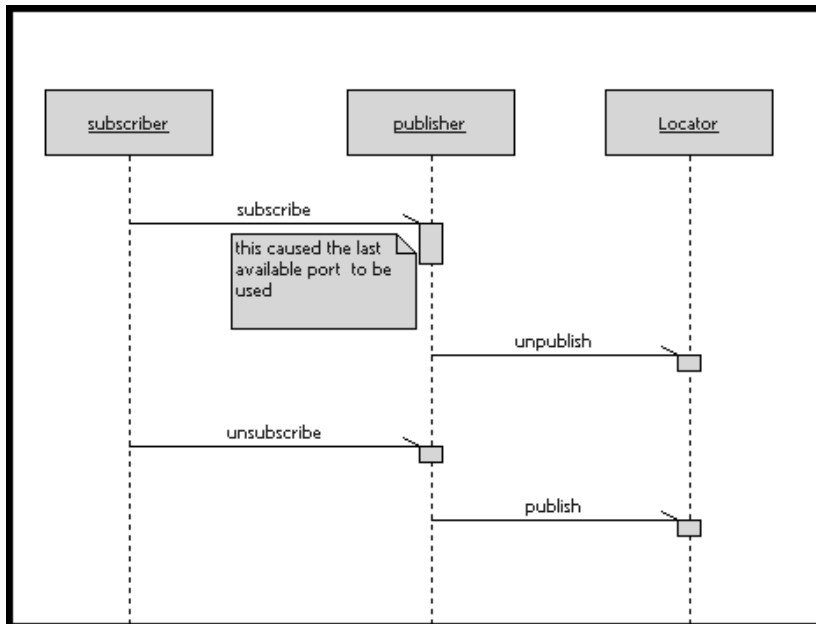 subscriber
publisher
Locator
subscribe
this caused the last
available port to be
used
unpublish
unsubscribe
publish